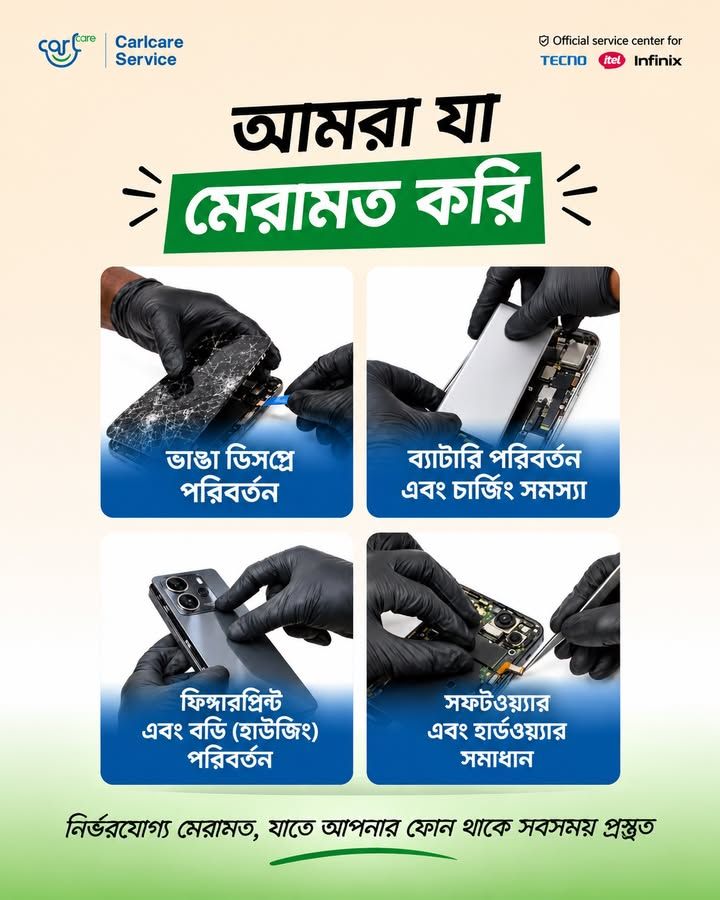 carlcare
Carlcare
Service
Official service center for
TECNO itel Infinix
আমরা যা
মেরামত করি
ভাঙা ডিসপ্লে
পরিবর্তন
ব্যাটারি পরিবর্তন
এবং চার্জিং সমস্যা
ফিঙ্গারপ্রিন্ট
এবং বডি (হাউজিং)
পরিবর্তন
সফটওয়্যার
এবং হার্ডওয়্যার
সমাধান
নির্ভরযোগ্য মেরামত, যাতে আপনার ফোন থাকে সবসময় প্রস্তুত